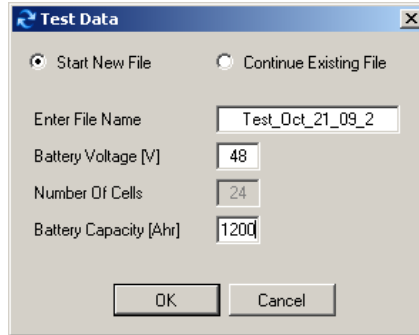 Test Data
Start New File Continue Existing File
Enter File Name Test_Oct_21_09_2
Battery Voltage [V] 48
Number Of Cells 24
Battery Capacity [Ahr] 1200
OK Cancel